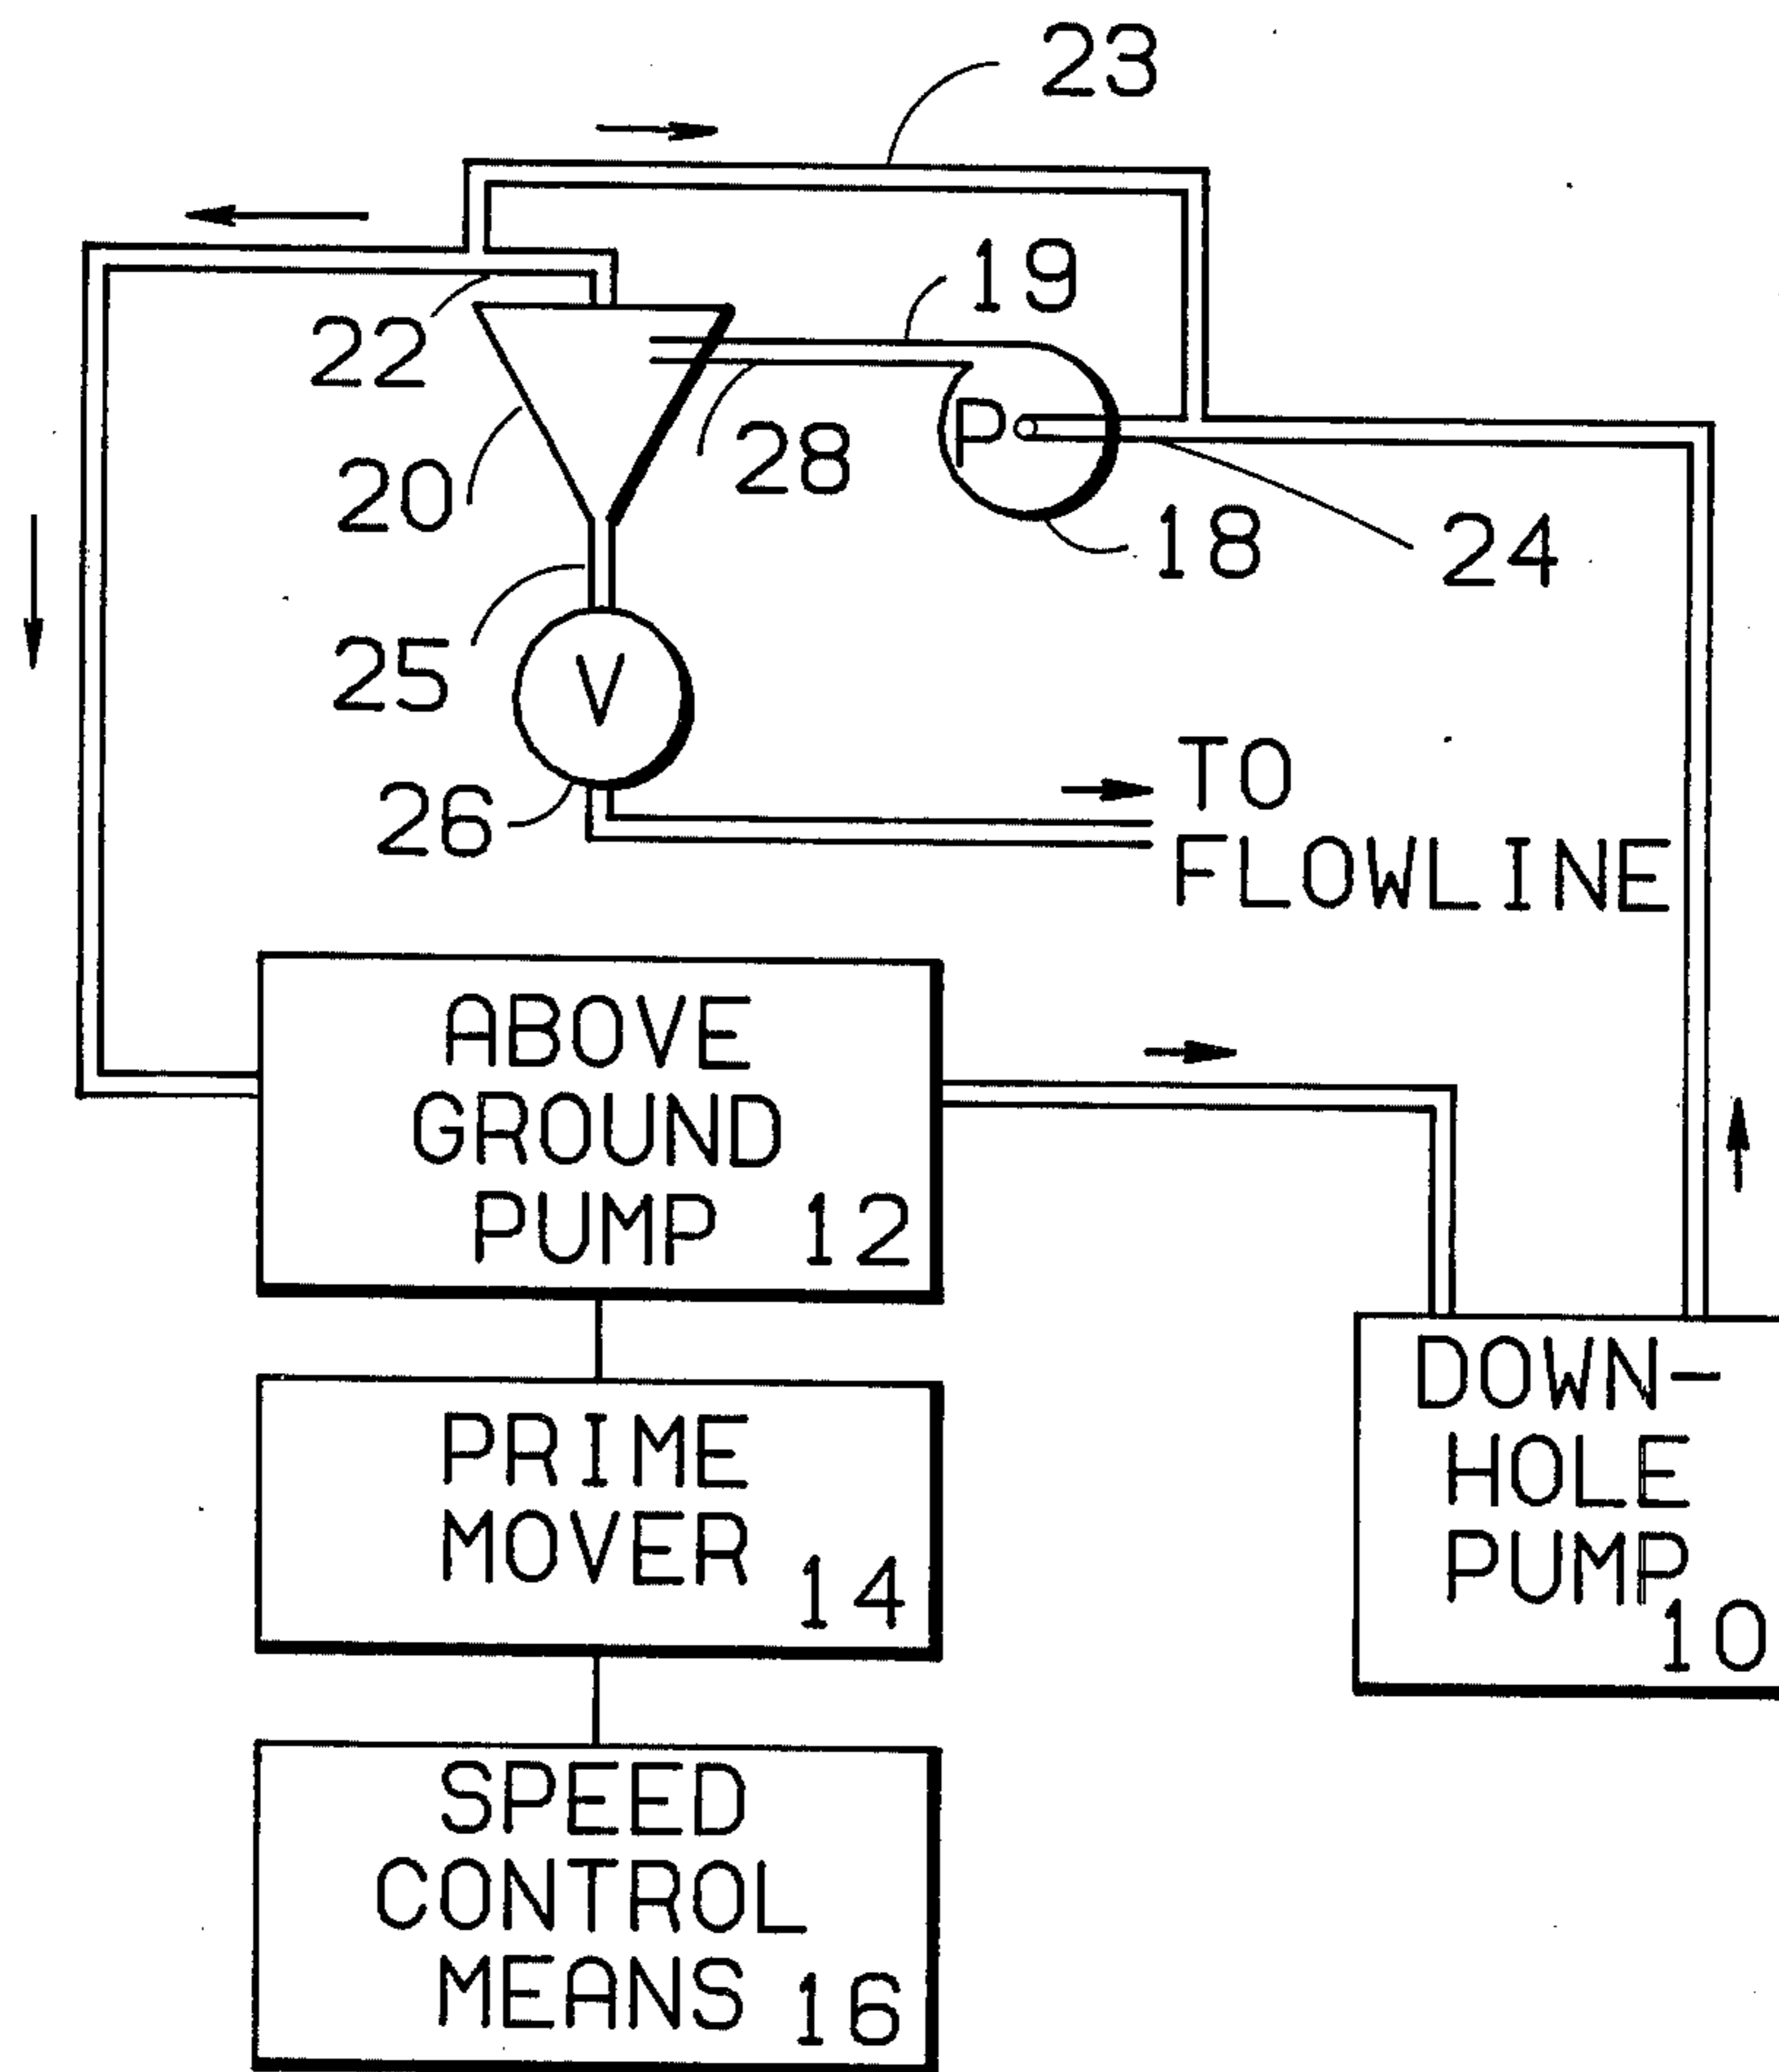 23
19
22
P
28
20
18
24
25
V
26
TO
FLOWLINE
ABOVE
GROUND
PUMP 12
DOWN-
HOLE
PUMP
10
PRIME
MOVER
14
SPEED
CONTROL
MEANS 16